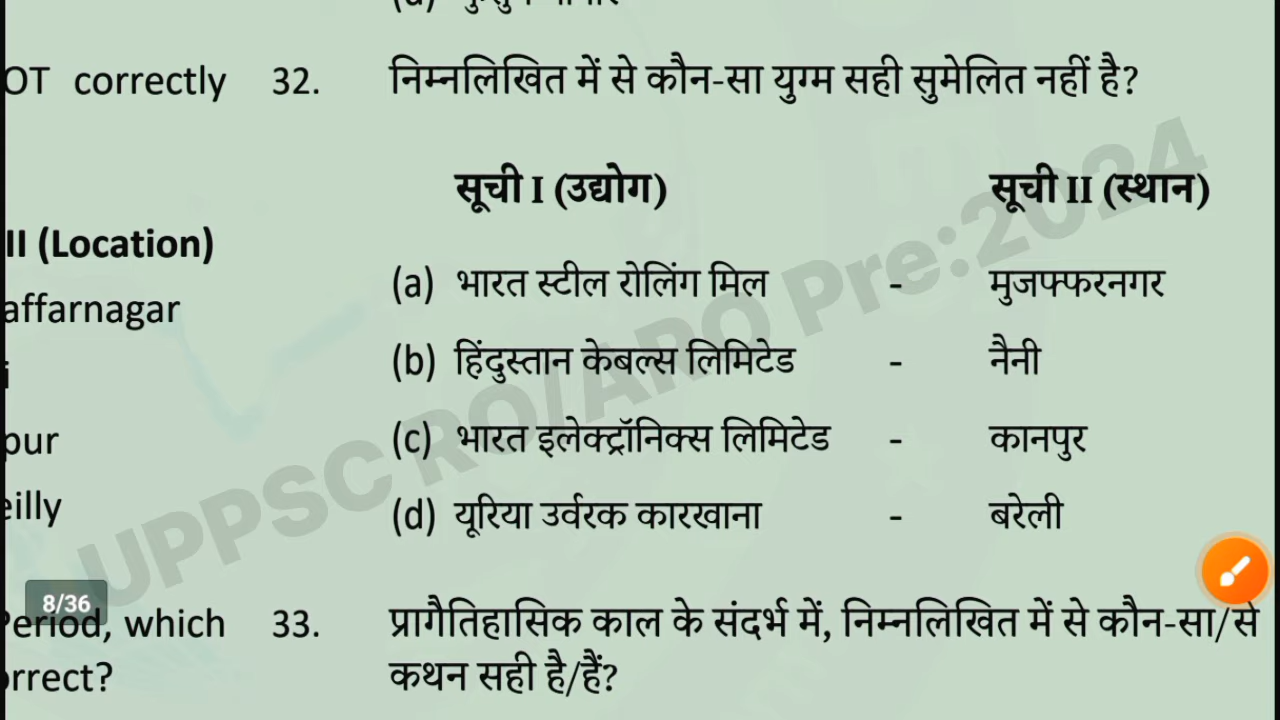 OT correctly 32. निम्नलिखित में से कौन-सा युग्म सही सुमेलित नहीं है?
सूची I (उद्योग) सूची II (स्थान)
II (Location)
(a) भारत स्टील रोलिंग मिल - मुजफ्फरनगर
affarnagar
(b) हिंदुस्तान केबल्स लिमिटेड - नैनी
i
(c) भारत इलेक्ट्रॉनिक्स लिमिटेड - कानपुर
pur
(d) यूरिया उर्वरक कारखाना - बरेली
eilly
UPPSC RO/ARO Pre:2024
8/36
Period, which 33. प्रागैतिहासिक काल के संदर्भ में, निम्नलिखित में से कौन-सा/से
orrect? कथन सही है/हैं?